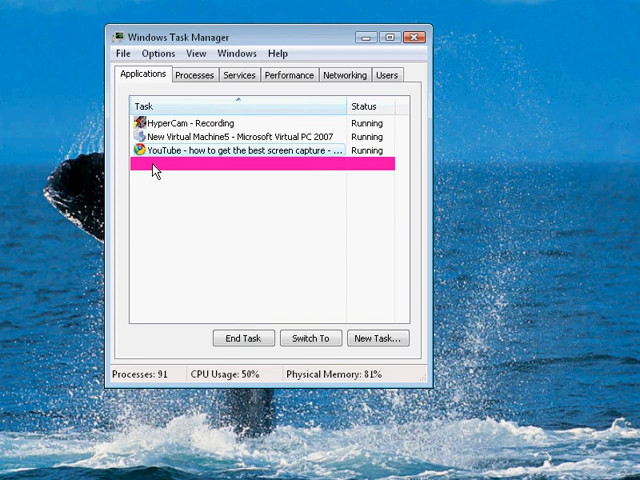 Windows Task Manager
File Options View Windows Help
Applications Processes Services Performance Networking Users
Task Status
HyperCam - Recording Running
New Virtual Machine5 - Microsoft Virtual PC 2007 Running
YouTube - how to get the best screen capture - ... Running
End Task Switch To New Task...
Processes: 91 CPU Usage: 50% Physical Memory: 81%